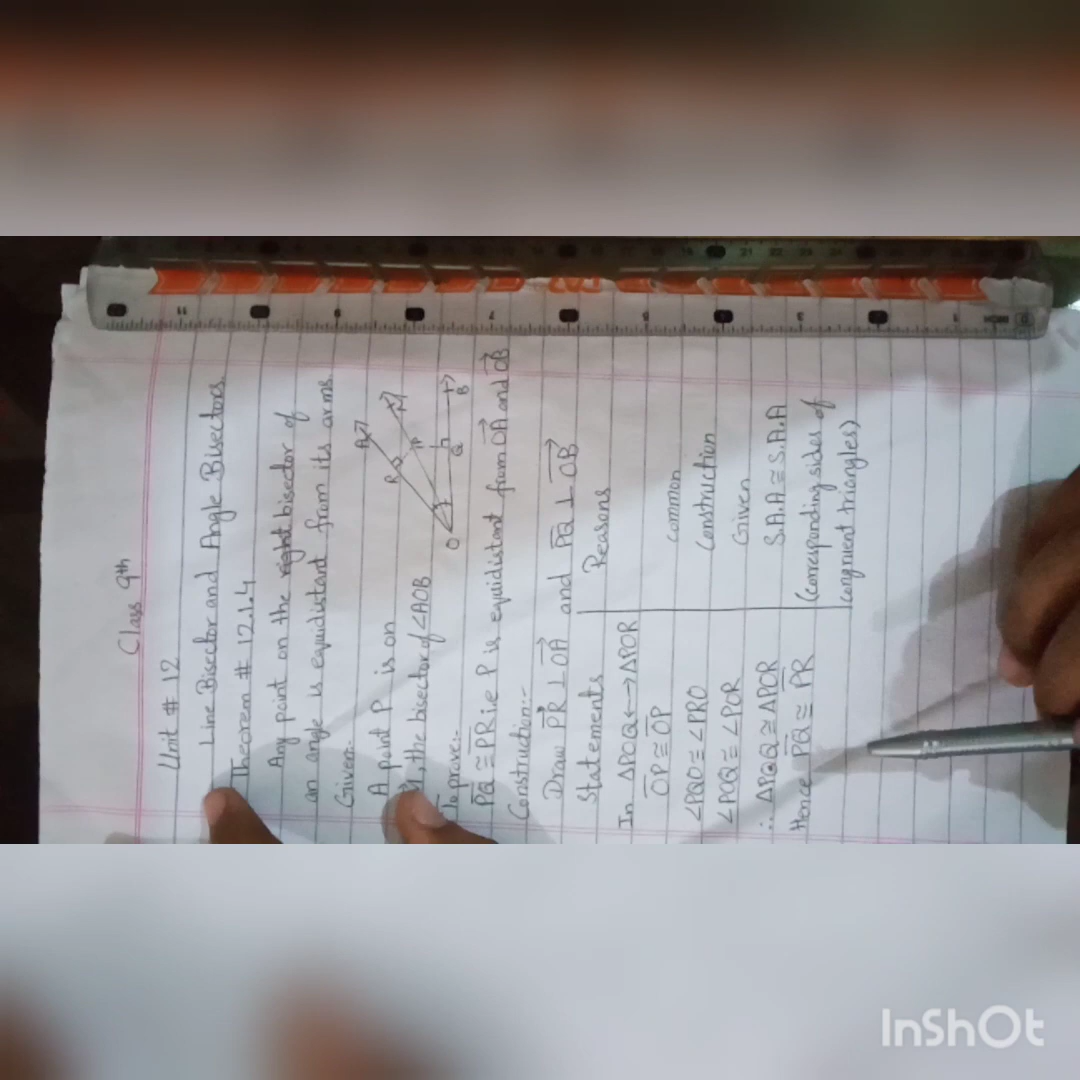 Class 9th
Unit # 12
Line Bisector and Angle Bisectors.
Theorem # 12.1.4
Any point on the right bisector of
an angle is equidistant from its arms.
Given:-
A point P is on
, the bisector of ∠AOB
To prove:-
PQ ≅ PR i.e P is equidistant from OA and OB
Construction:-
Draw PR ⊥ OA and PQ ⊥ OB
Statements Reasons
In ΔPOQ ↔ ΔPOR
OP ≅ OP common
∠PQO ≅ ∠PRO Construction
∠POQ ≅ ∠POR Given
∴ ΔPOQ ≅ ΔPOR S.A.A ≅ S.A.A
Hence PQ ≅ PR (corresponding sides of
congruent triangles)
A
R
M
P
O
Q
B
InShOt